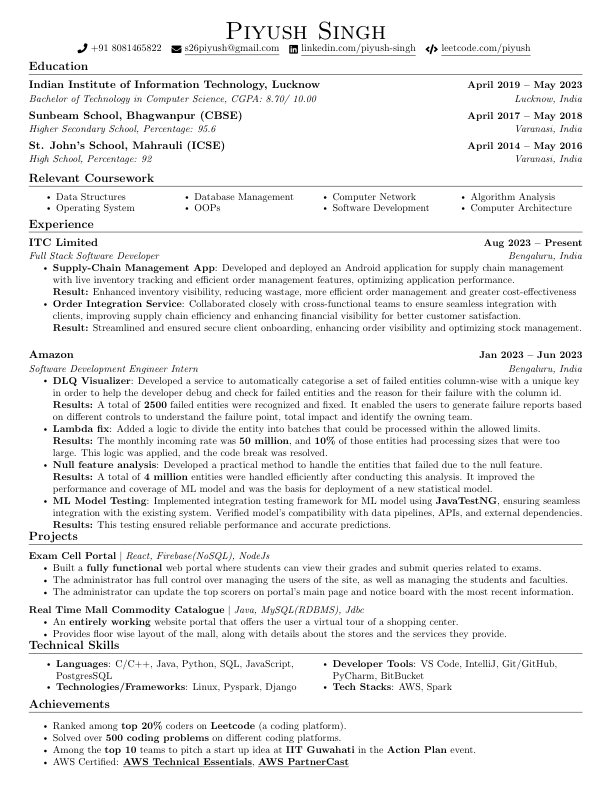 Piyush Singh
+91 8081465822 s26piyush@gmail.com linkedin.com/piyush-singh leetcode.com/piyush
Education
Indian Institute of Information Technology, Lucknow April 2019 – May 2023
Bachelor of Technology in Computer Science, CGPA: 8.70/ 10.00 Lucknow, India
Sunbeam School, Bhagwanpur (CBSE) April 2017 – May 2018
Higher Secondary School, Percentage: 95.6 Varanasi, India
St. John's School, Mahrauli (ICSE) April 2014 – May 2016
High School, Percentage: 92 Varanasi, India
Relevant Coursework
• Data Structures • Database Management • Computer Network • Algorithm Analysis
• Operating System • OOPs • Software Development • Computer Architecture
Experience
ITC Limited Aug 2023 – Present
Full Stack Software Developer Bengaluru, India
• Supply-Chain Management App: Developed and deployed an Android application for supply chain management
with live inventory tracking and efficient order management features, optimizing application performance.
Result: Enhanced inventory visibility, reducing wastage, more efficient order management and greater cost-effectiveness
• Order Integration Service: Collaborated closely with cross-functional teams to ensure seamless integration with
clients, improving supply chain efficiency and enhancing financial visibility for better customer satisfaction.
Result: Streamlined and ensured secure client onboarding, enhancing order visibility and optimizing stock management.
Amazon Jan 2023 – Jun 2023
Software Development Engineer Intern Bengaluru, India
• DLQ Visualizer: Developed a service to automatically categorise a set of failed entities column-wise with a unique key
in order to help the developer debug and check for failed entities and the reason for their failure with the column id.
Results: A total of 2500 failed entities were recognized and fixed. It enabled the users to generate failure reports based
on different controls to understand the failure point, total impact and identify the owning team.
• Lambda fix: Added a logic to divide the entity into batches that could be processed within the allowed limits.
Results: The monthly incoming rate was 50 million, and 10% of those entities had processing sizes that were too
large. This logic was applied, and the code break was resolved.
• Null feature analysis: Developed a practical method to handle the entities that failed due to the null feature.
Results: A total of 4 million entities were handled efficiently after conducting this analysis. It improved the
performance and coverage of ML model and was the basis for deployment of a new statistical model.
• ML Model Testing: Implemented integration testing framework for ML model using JavaTestNG, ensuring seamless
integration with the existing system. Verified model's compatibility with data pipelines, APIs, and external dependencies.
Results: This testing ensured reliable performance and accurate predictions.
Projects
Exam Cell Portal | React, Firebase(NoSQL), NodeJs
• Built a fully functional web portal where students can view their grades and submit queries related to exams.
• The administrator has full control over managing the users of the site, as well as managing the students and faculties.
• The administrator can update the top scorers on portal's main page and notice board with the most recent information.
Real Time Mall Commodity Catalogue | Java, MySQL(RDBMS), Jdbc
• An entirely working website portal that offers the user a virtual tour of a shopping center.
• Provides floor wise layout of the mall, along with details about the stores and the services they provide.
Technical Skills
• Languages: C/C++, Java, Python, SQL, JavaScript, • Developer Tools: VS Code, IntelliJ, Git/GitHub,
PostgresSQL PyCharm, BitBucket
• Technologies/Frameworks: Linux, Pyspark, Django • Tech Stacks: AWS, Spark
Achievements
• Ranked among top 20% coders on Leetcode (a coding platform).
• Solved over 500 coding problems on different coding platforms.
• Among the top 10 teams to pitch a start up idea at IIT Guwahati in the Action Plan event.
• AWS Certified: AWS Technical Essentials, AWS PartnerCast